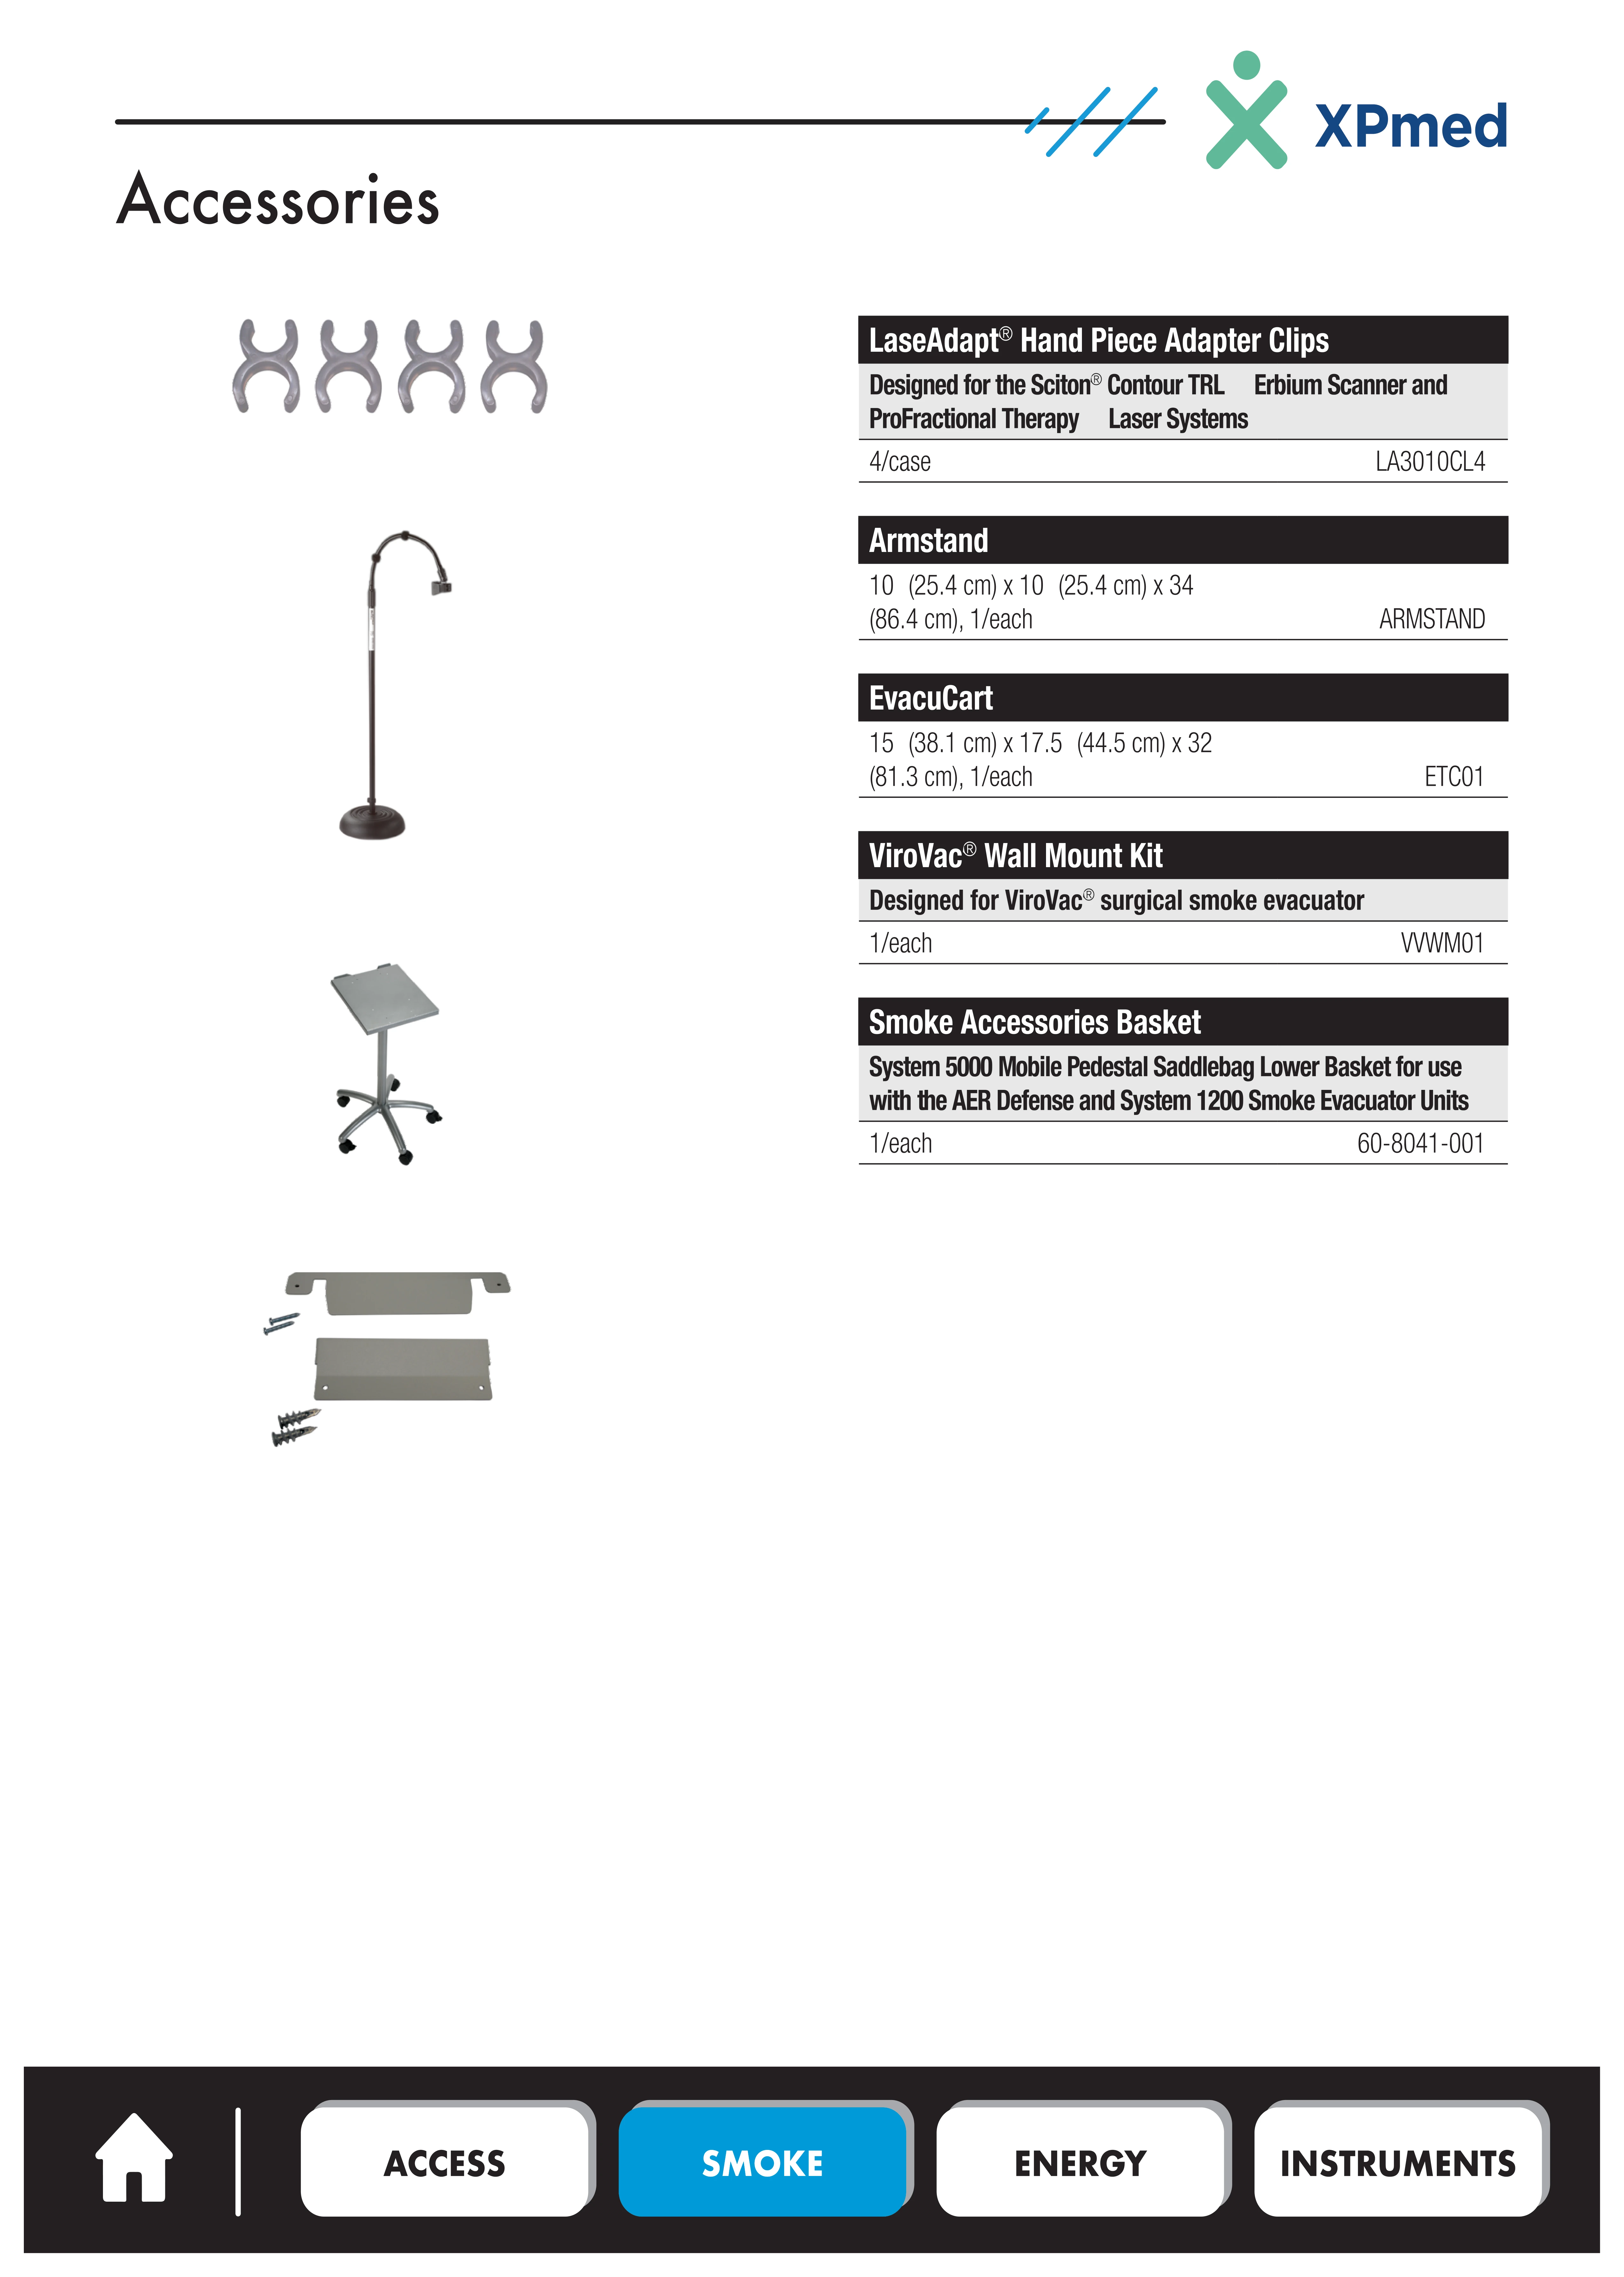 XPmed
Accessories
LaseAdapt® Hand Piece Adapter Clips
Designed for the Sciton® Contour TRL Erbium Scanner and
ProFractional Therapy Laser Systems
4/case LA3010CL4
Armstand
10 (25.4 cm) x 10 (25.4 cm) x 34
(86.4 cm), 1/each ARMSTAND
EvacuCart
15 (38.1 cm) x 17.5 (44.5 cm) x 32
(81.3 cm), 1/each ETC01
ViroVac® Wall Mount Kit
Designed for ViroVac® surgical smoke evacuator
1/each VVWM01
Smoke Accessories Basket
System 5000 Mobile Pedestal Saddlebag Lower Basket for use
with the AER Defense and System 1200 Smoke Evacuator Units
1/each 60-8041-001
ACCESS
SMOKE
ENERGY
INSTRUMENTS